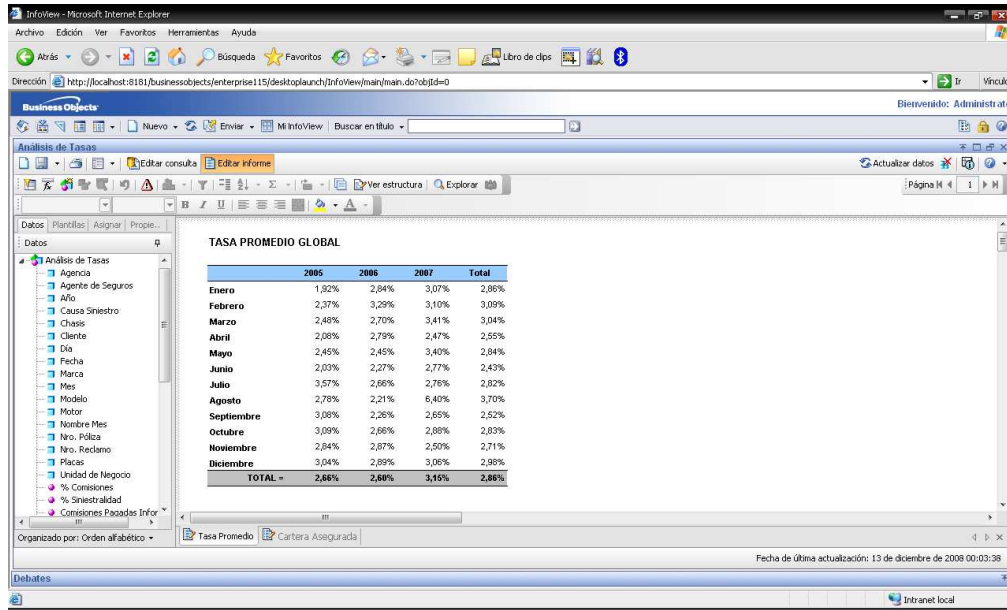 InfoView - Microsoft Internet Explorer
Archivo Edición Ver Favoritos Herramientas Ayuda
Atrás Búsqueda Favoritos Libro de clips
Dirección http://localhost:8181/businessobjects/enterprise115/desktoplaunch/InfoView/main/main.do?objId=0 Ir Vínculo
Business Objects Bienvenido: Administrat
Nuevo Enviar Mi InfoView Buscar en título
Análisis de Tasas
Editar consulta Editar informe Actualizar datos
Ver estructura Explorar Página 1
B I U A
Datos Plantillas Asignar Propie...
Datos
Análisis de Tasas
Agencia
Agente de Seguros
Año
Causa Siniestro
Chasis
Cliente
Día
Fecha
Marca
Mes
Modelo
Motor
Nombre Mes
Nro. Póliza
Nro. Reclamo
Placas
Unidad de Negocio
% Comisiones
% Siniestralidad
Comisiones Pagadas Infor
Organizado por: Orden alfabético
TASA PROMEDIO GLOBAL
2005 2006 2007 Total
Enero 1,92% 2,84% 3,07% 2,86%
Febrero 2,37% 3,29% 3,10% 3,09%
Marzo 2,48% 2,70% 3,41% 3,04%
Abril 2,08% 2,79% 2,47% 2,55%
Mayo 2,45% 2,45% 3,40% 2,84%
Junio 2,03% 2,27% 2,77% 2,43%
Julio 3,57% 2,66% 2,76% 2,82%
Agosto 2,78% 2,21% 6,40% 3,70%
Septiembre 3,08% 2,26% 2,65% 2,52%
Octubre 3,09% 2,66% 2,88% 2,83%
Noviembre 2,84% 2,87% 2,50% 2,71%
Diciembre 3,04% 2,89% 3,06% 2,98%
TOTAL = 2,66% 2,60% 3,15% 2,86%
Tasa Promedio Cartera Asegurada
Fecha de última actualización: 13 de diciembre de 2008 00:03:38
Debates
Intranet local